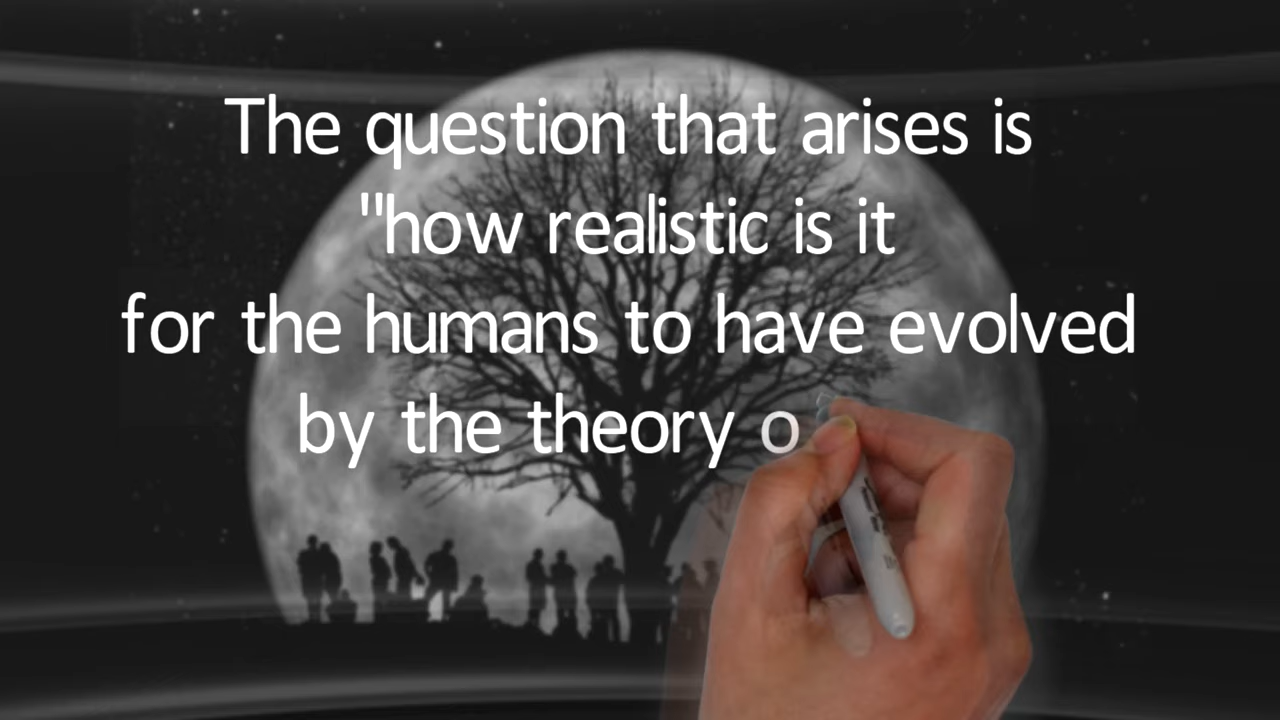 The question that arises is
"how realistic is it
for the humans to have evolved
by the theory o